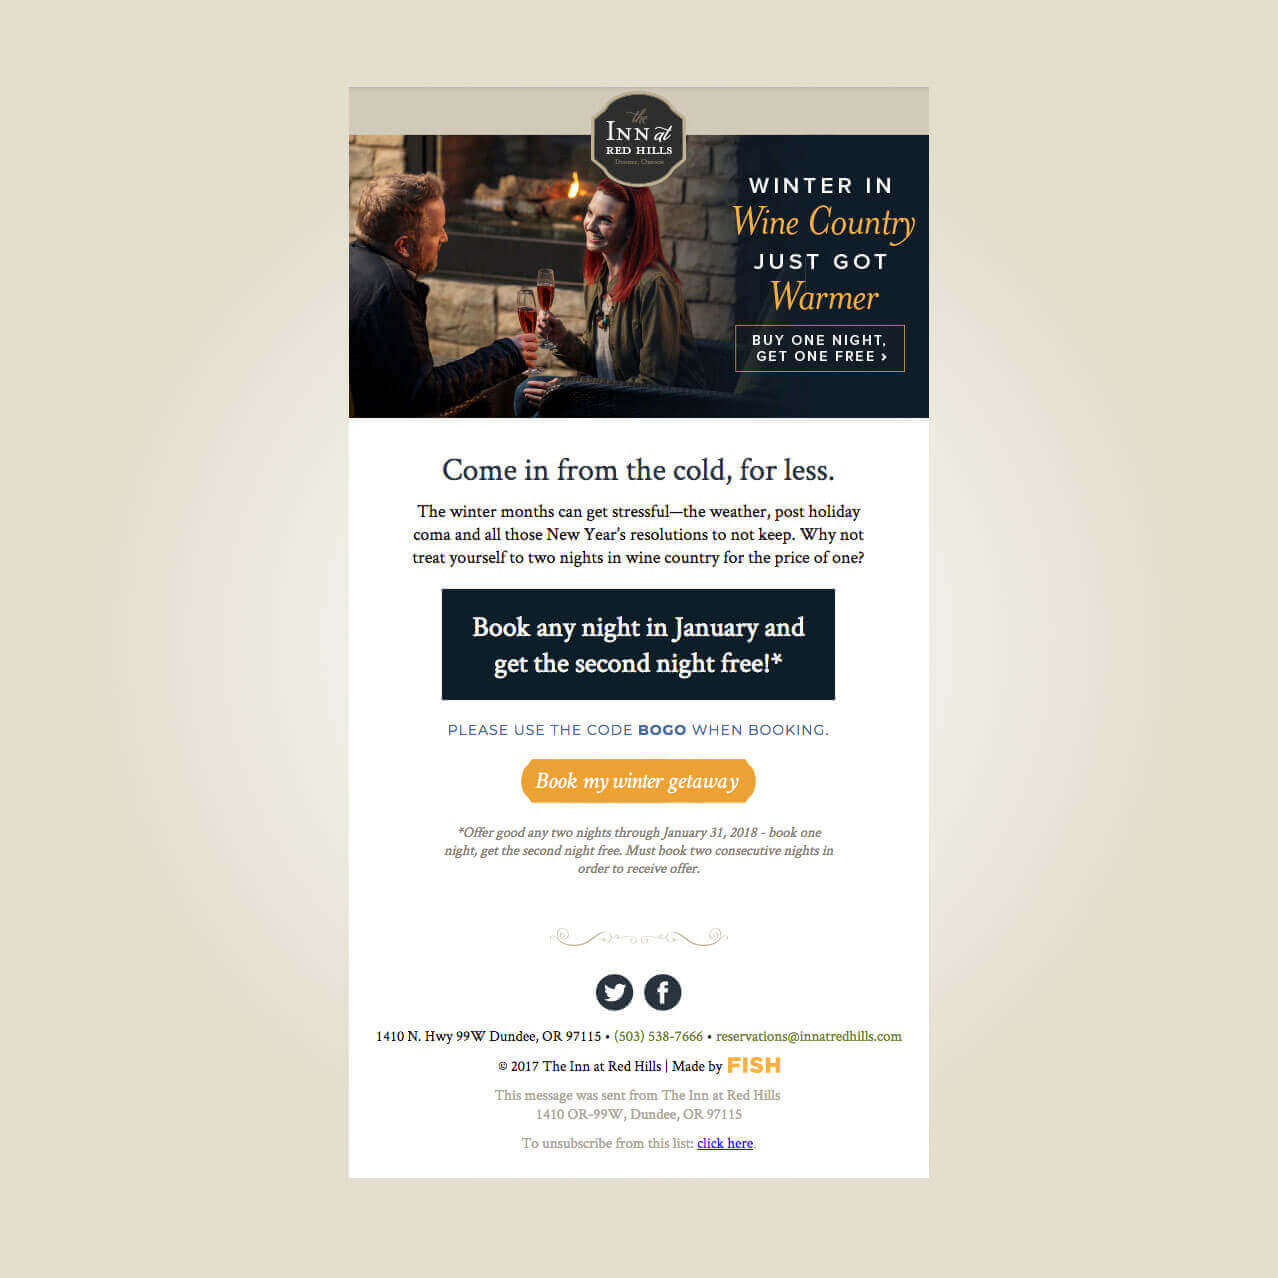 the
INN at
RED HILLS
Dundee, Oregon
WINTER IN
Wine Country
JUST GOT
Warmer
BUY ONE NIGHT,
GET ONE FREE ›
Come in from the cold, for less.
The winter months can get stressful—the weather, post holiday
coma and all those New Year's resolutions to not keep. Why not
treat yourself to two nights in wine country for the price of one?
Book any night in January and
get the second night free!*
PLEASE USE THE CODE BOGO WHEN BOOKING.
Book my winter getaway
*Offer good any two nights through January 31, 2018 - book one
night, get the second night free. Must book two consecutive nights in
order to receive offer.
1410 N. Hwy 99W Dundee, OR 97115 • (503) 538-7666 • reservations@innatredhills.com
© 2017 The Inn at Red Hills | Made by FISH
This message was sent from The Inn at Red Hills
1410 OR-99W, Dundee, OR 97115
To unsubscribe from this list: click here.